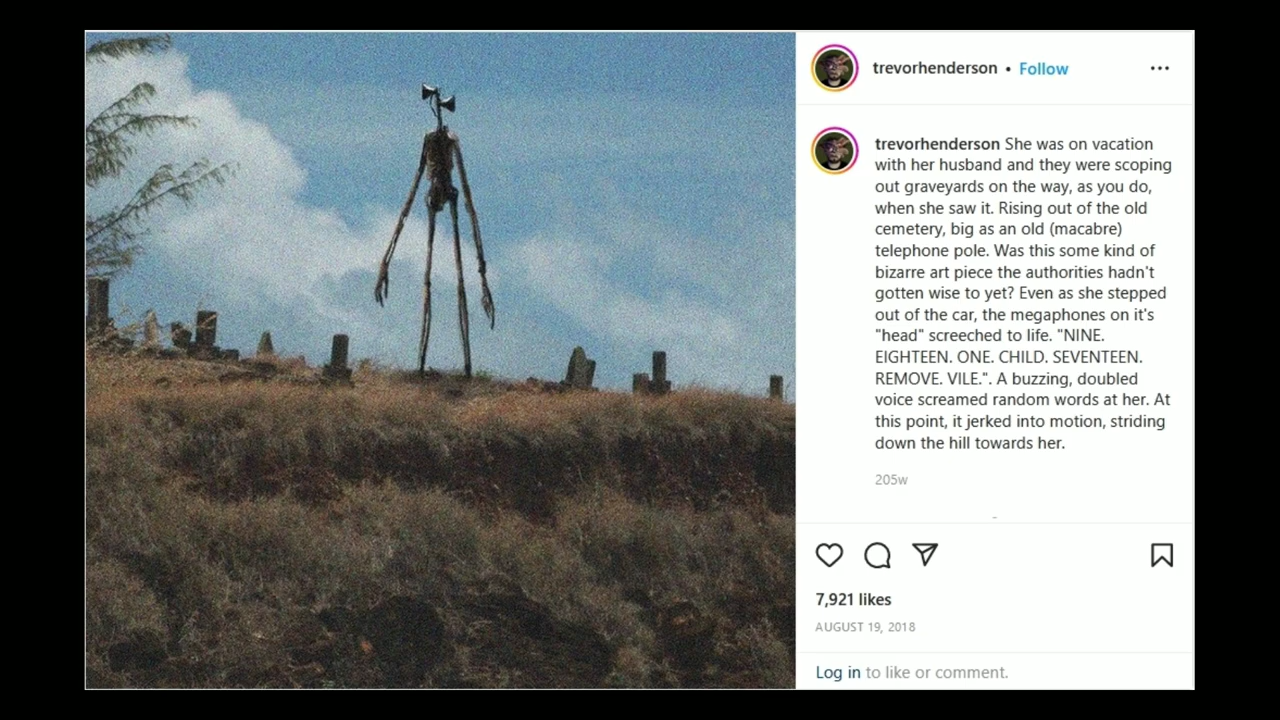 trevorhenderson • Follow
trevorhenderson She was on vacation
with her husband and they were scoping
out graveyards on the way, as you do,
when she saw it. Rising out of the old
cemetery, big as an old (macabre)
telephone pole. Was this some kind of
bizarre art piece the authorities hadn't
gotten wise to yet? Even as she stepped
out of the car, the megaphones on it's
"head" screeched to life. "NINE.
EIGHTEEN. ONE. CHILD. SEVENTEEN.
REMOVE. VILE.". A buzzing, doubled
voice screamed random words at her. At
this point, it jerked into motion, striding
down the hill towards her.
205w
7,921 likes
AUGUST 19, 2018
Log in to like or comment.